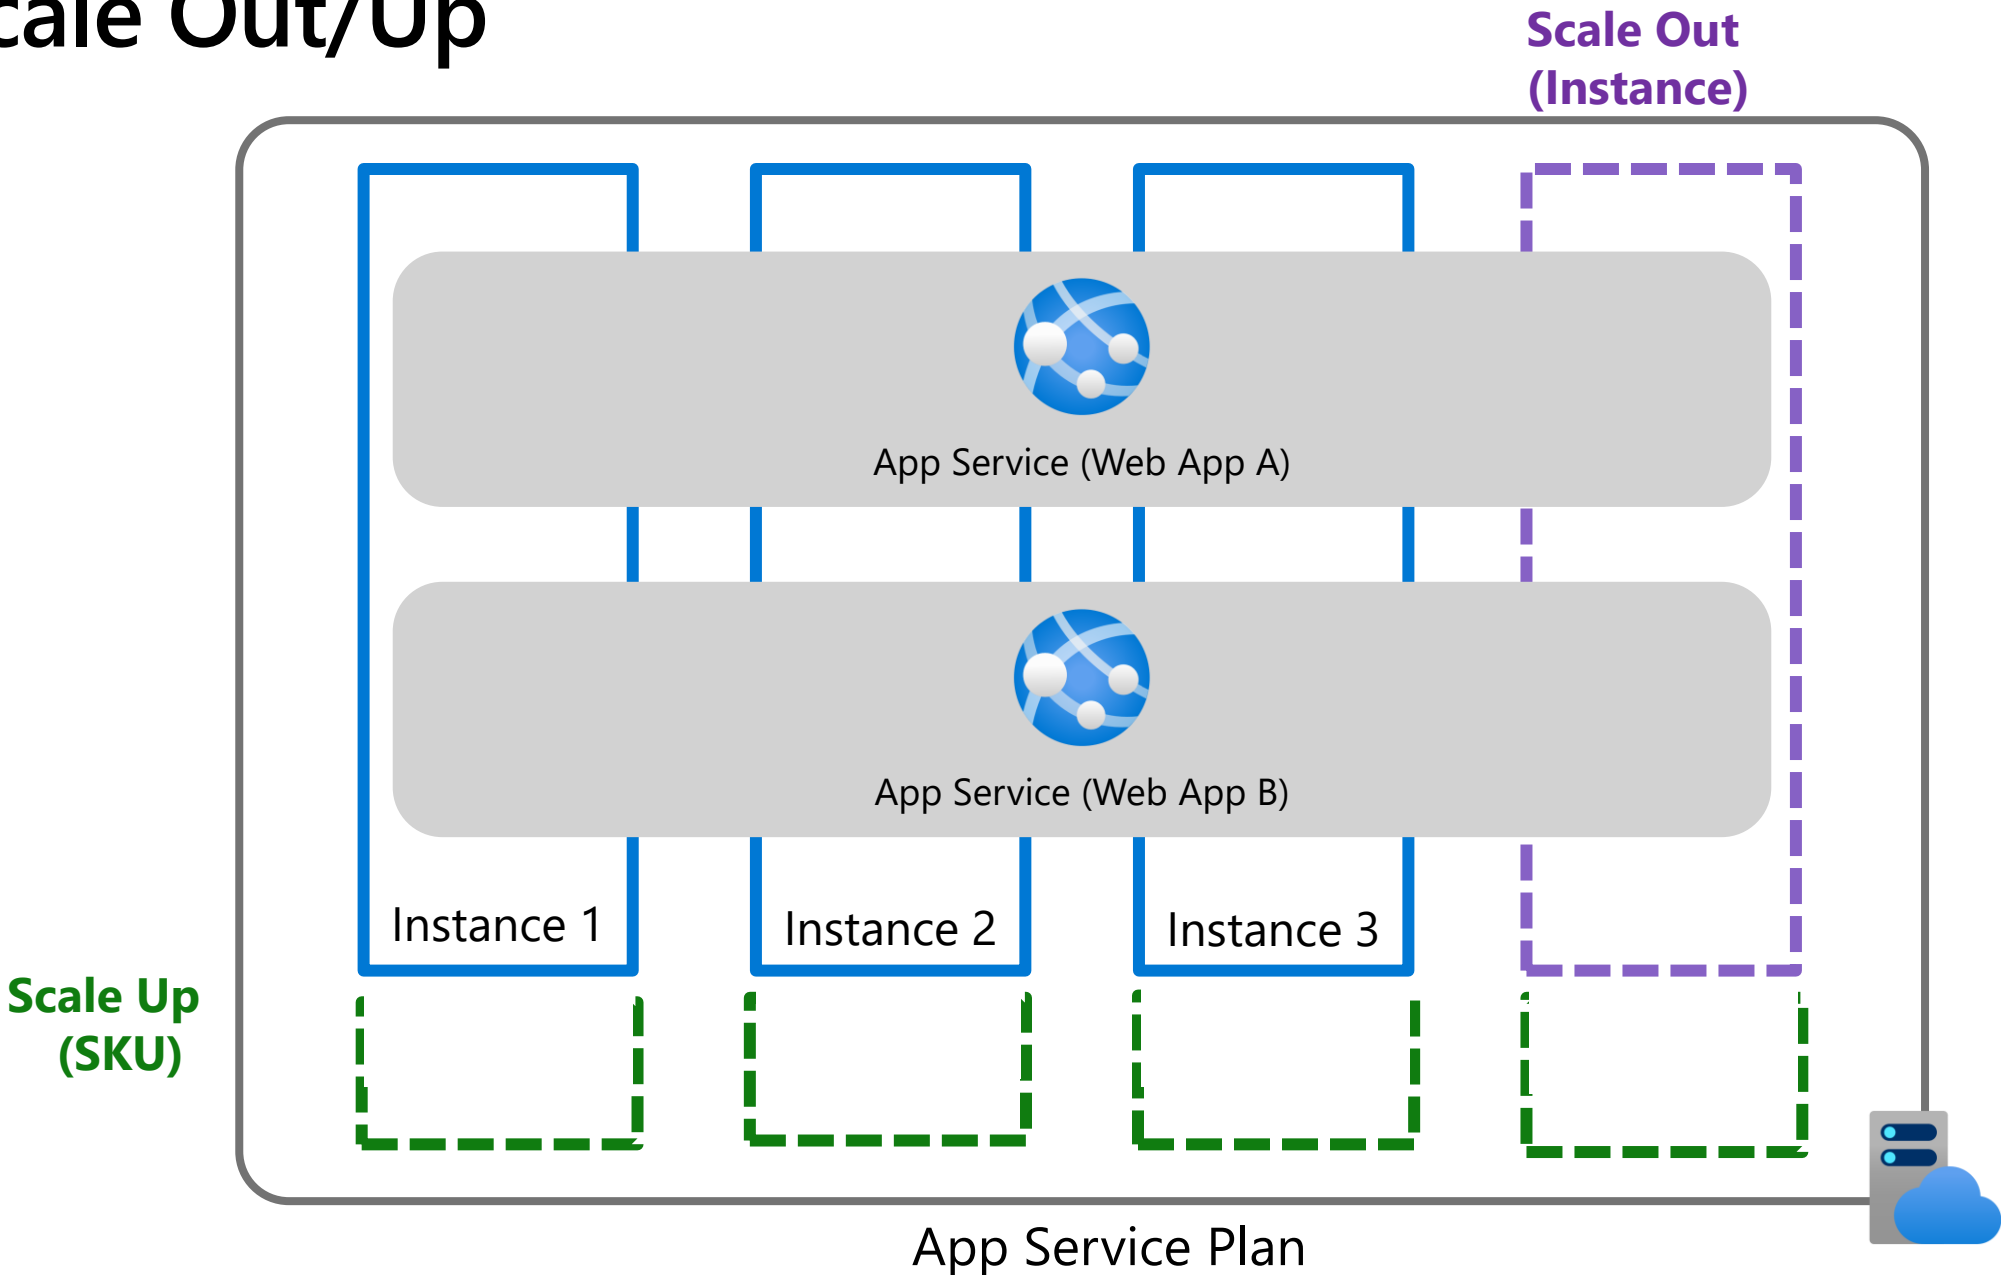 cale Out/Up
Scale Out
(Instance)
App Service (Web App A)
App Service (Web App B)
Instance 1
Instance 2
Instance 3
Scale Up
(SKU)
App Service Plan